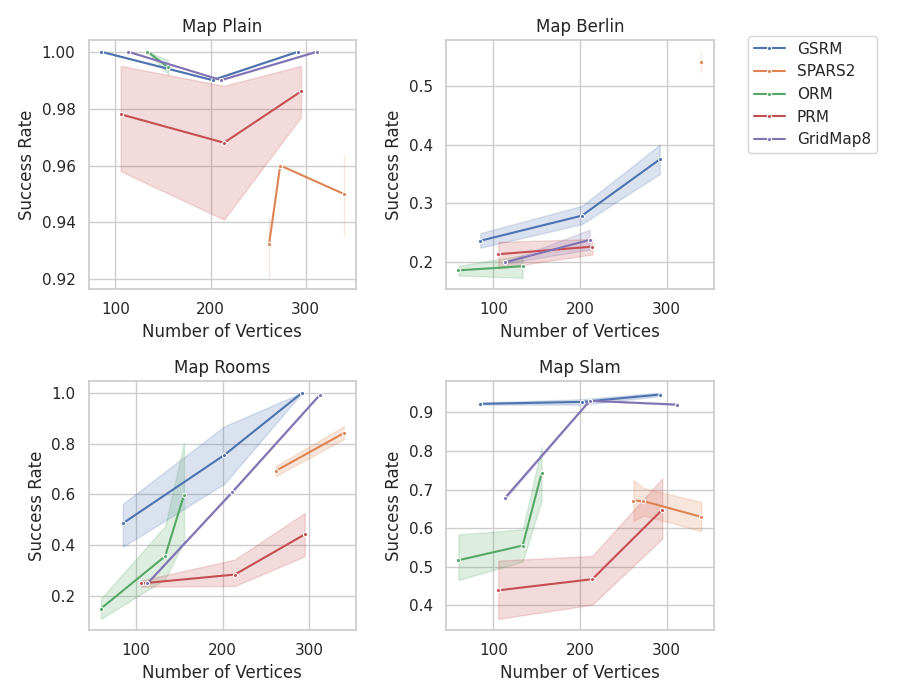 Map Plain
Success Rate
1.00
0.98
0.96
0.94
0.92
100
200
300
Number of Vertices
Map Berlin
Success Rate
0.5
0.4
0.3
0.2
100
200
300
Number of Vertices
GSRM
SPARS2
ORM
PRM
GridMap8
Map Rooms
Success Rate
1.0
0.8
0.6
0.4
0.2
100
200
300
Number of Vertices
Map Slam
Success Rate
0.9
0.8
0.7
0.6
0.5
0.4
100
200
300
Number of Vertices